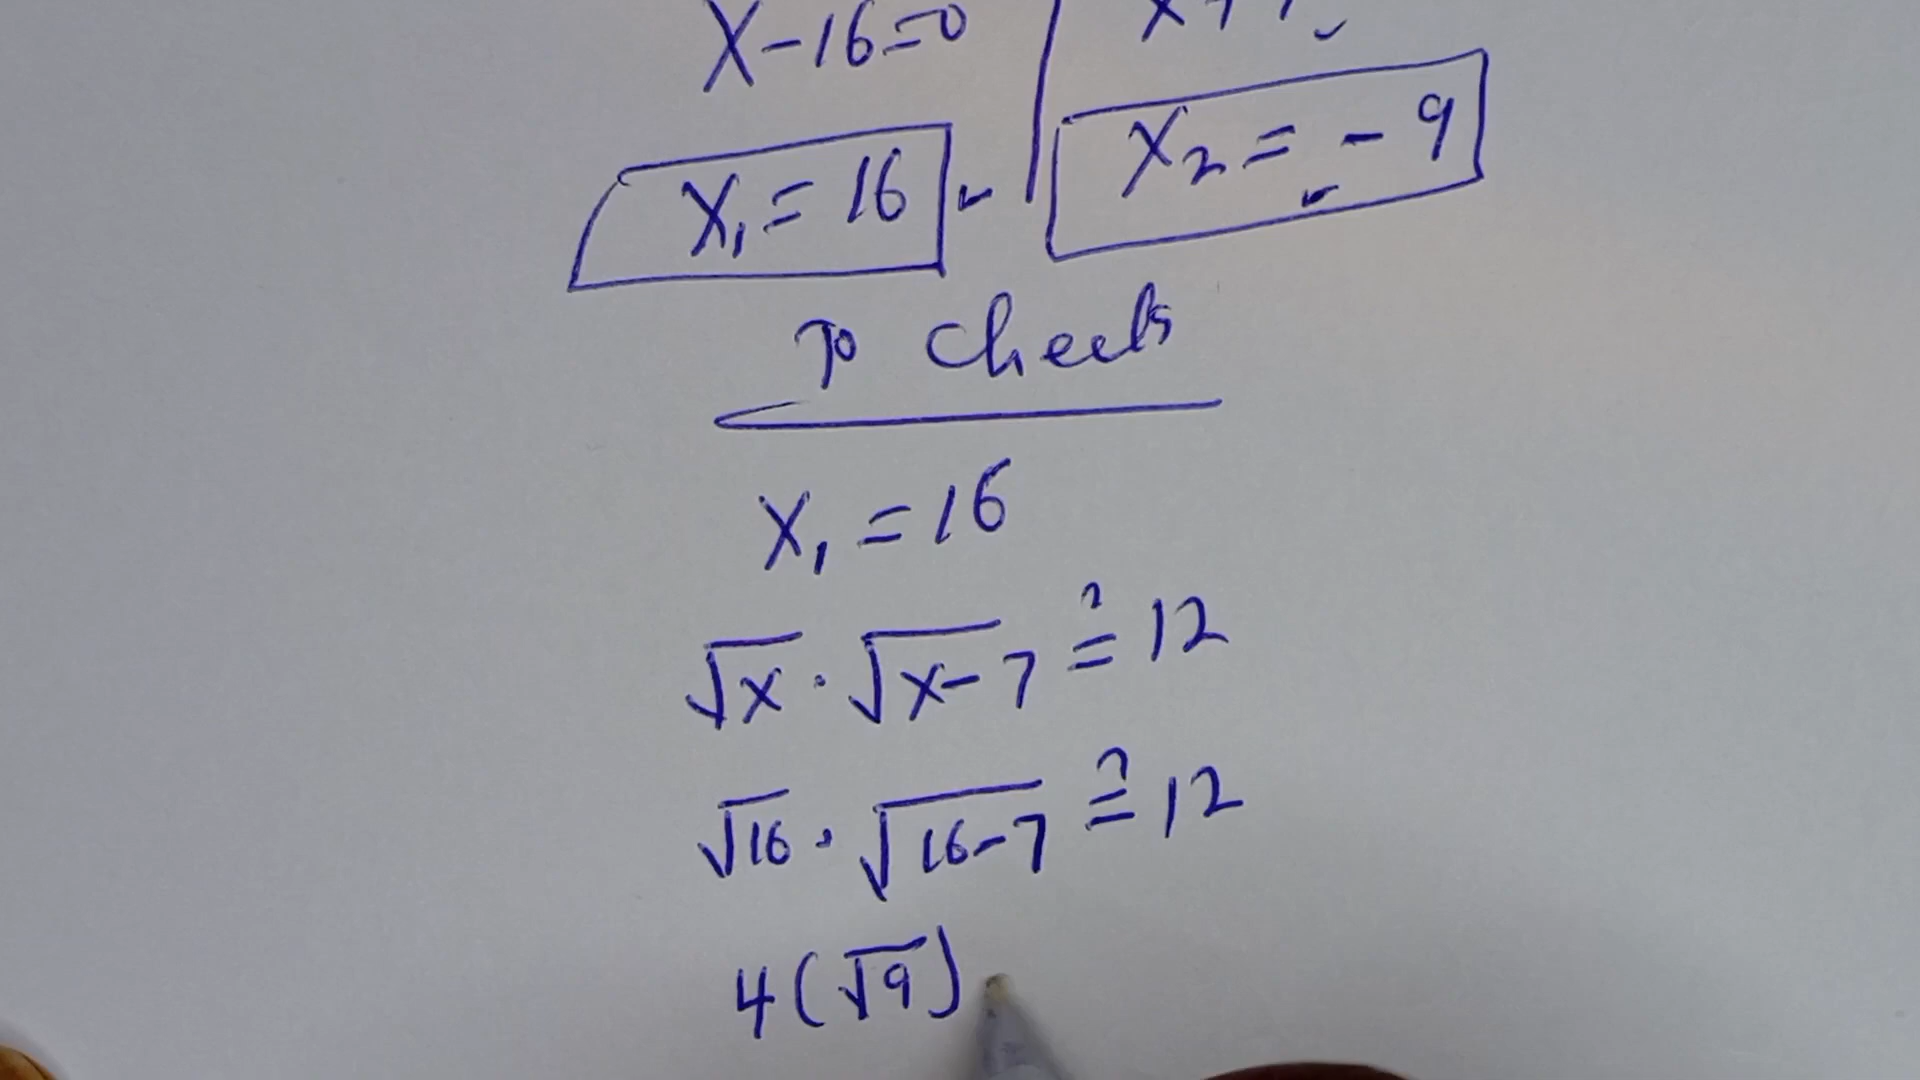 x-16=0
x₁ = 16
x₂ = -9
To Check
x₁ = 16
√x · √x-7 ≟ 12
√16 · √16-7 ≟ 12
4(√9)